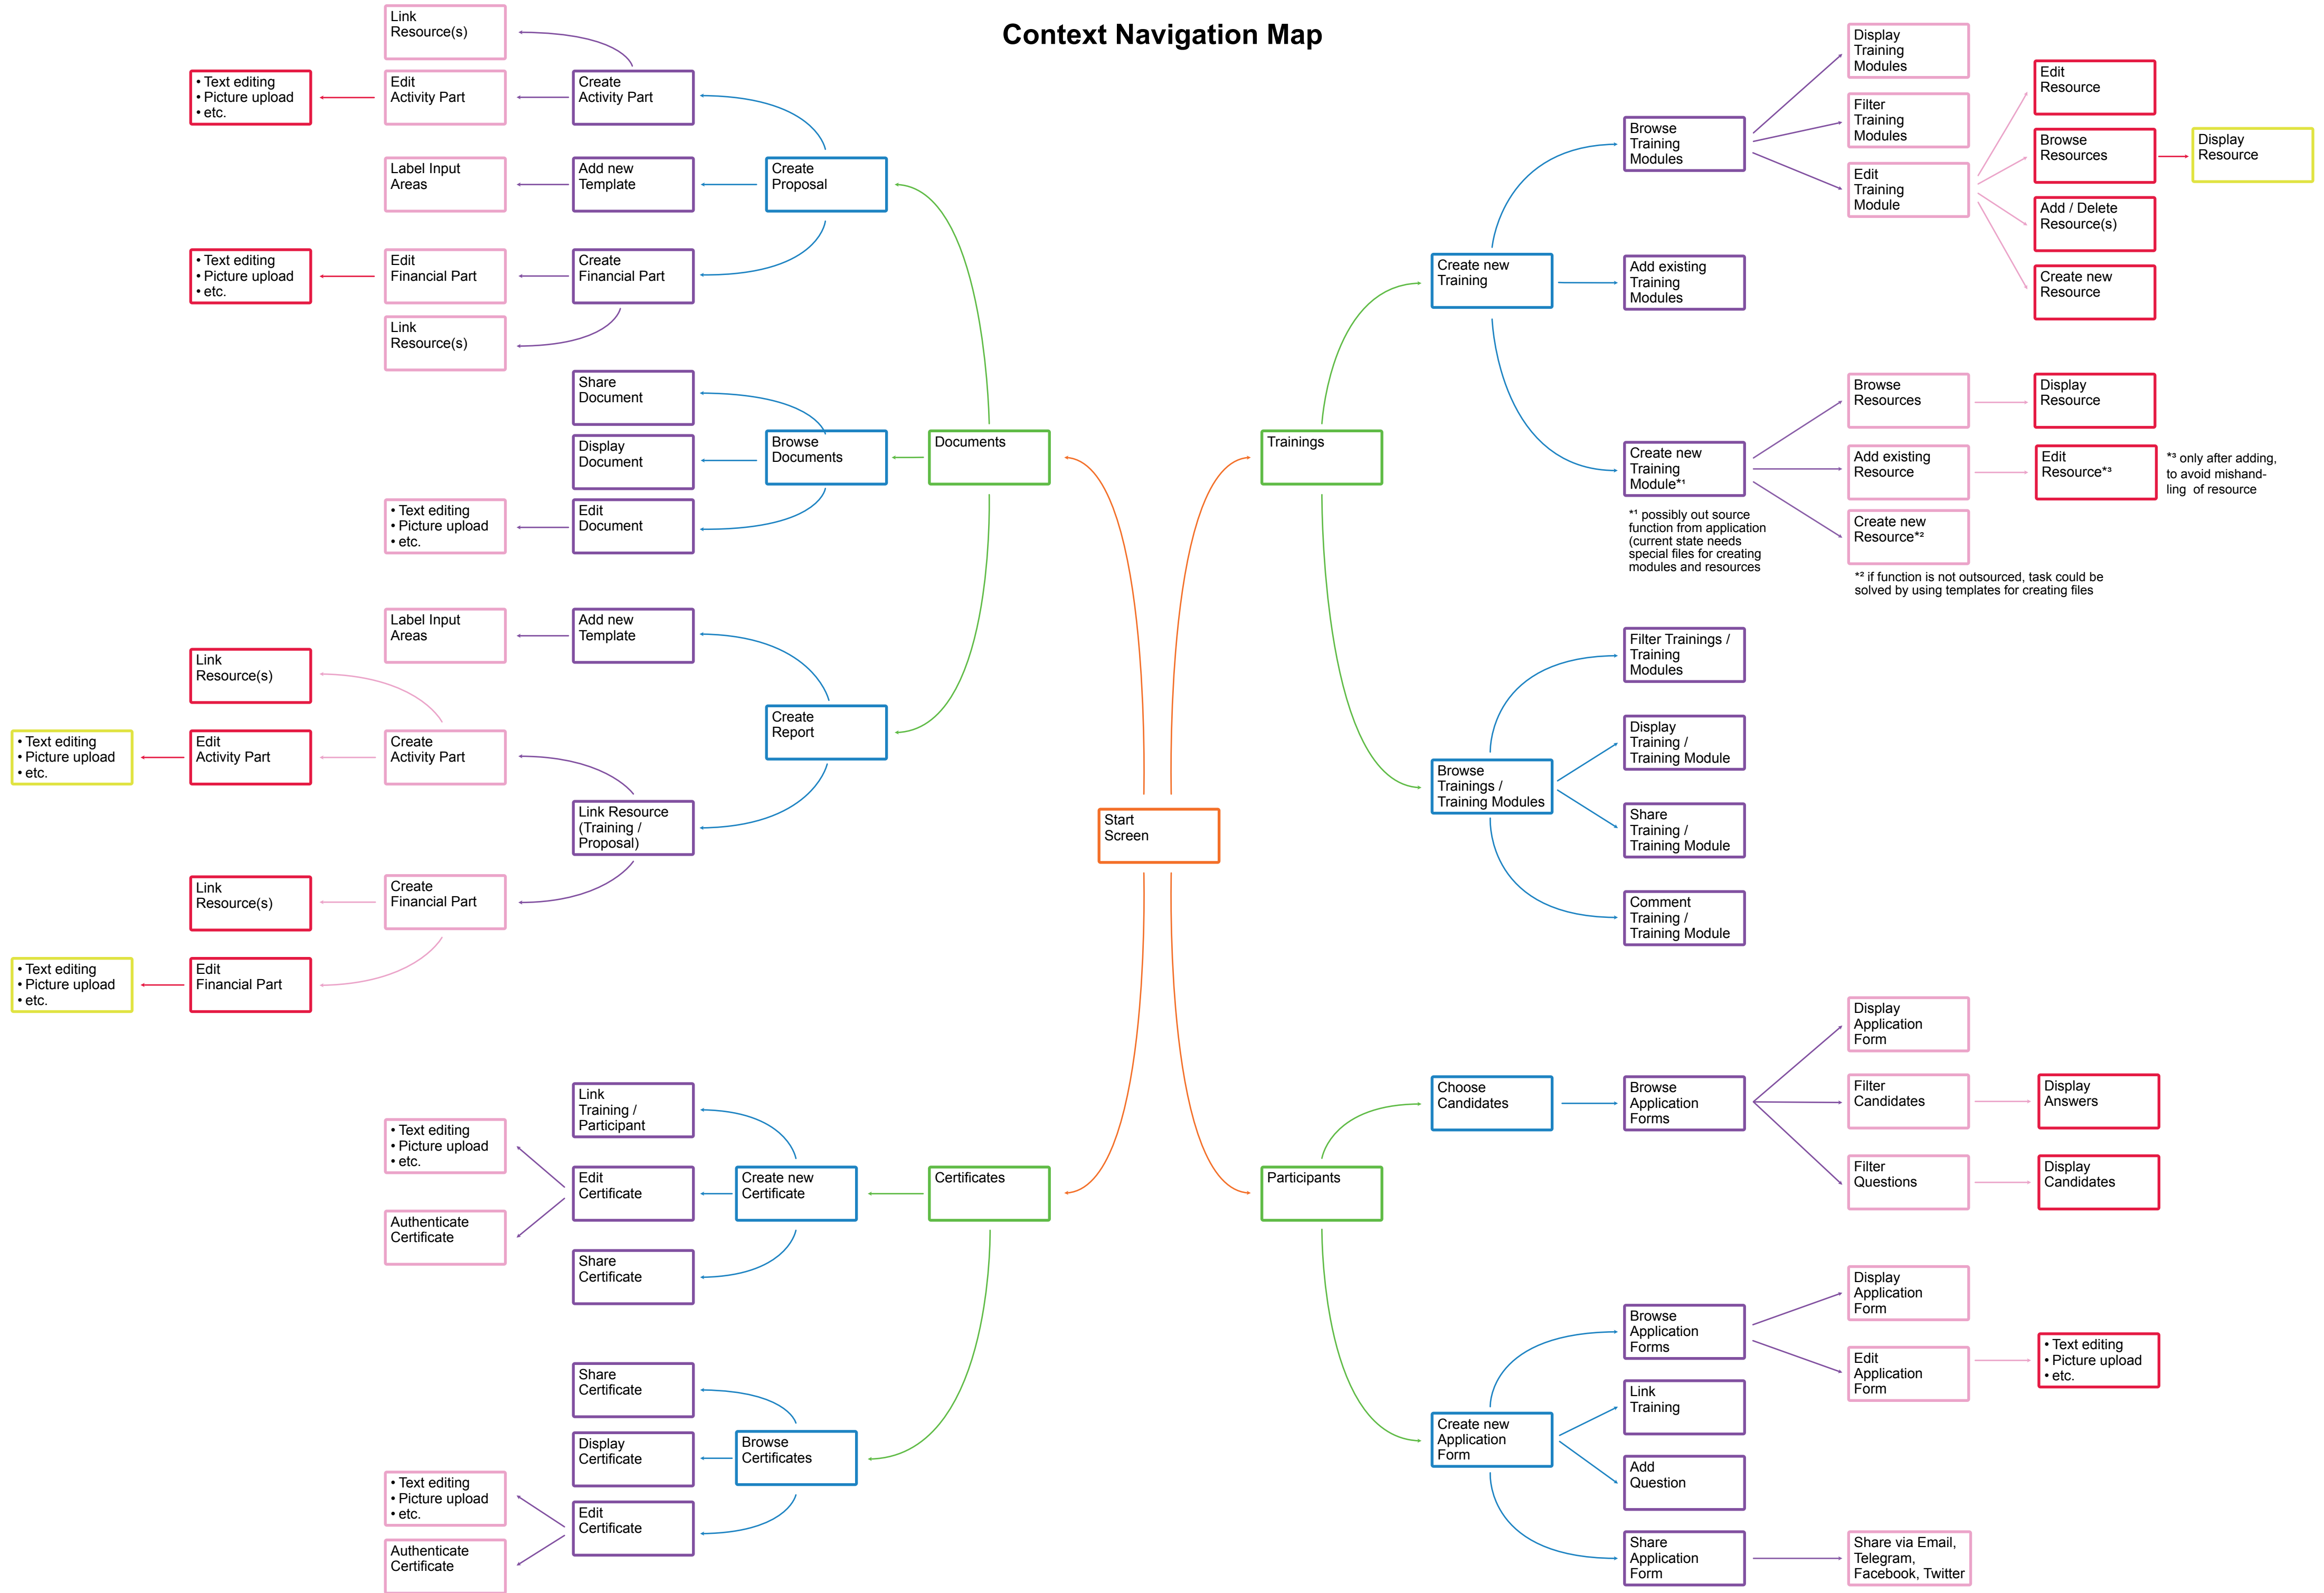 Context Navigation Map
Link
Resource(s)
• Text editing
• Picture upload
• etc.
Edit
Activity Part
Create
Activity Part
Label Input
Areas
Add new
Template
Create
Proposal
• Text editing
• Picture upload
• etc.
Edit
Financial Part
Create
Financial Part
Link
Resource(s)
Share
Document
Display
Document
Browse
Documents
Documents
• Text editing
• Picture upload
• etc.
Edit
Document
Label Input
Areas
Add new
Template
Link
Resource(s)
Create
Report
• Text editing
• Picture upload
• etc.
Edit
Activity Part
Create
Activity Part
Link Resource
(Training /
Proposal)
Link
Resource(s)
Create
Financial Part
• Text editing
• Picture upload
• etc.
Edit
Financial Part
Start
Screen
Link
Training /
Participant
• Text editing
• Picture upload
• etc.
Edit
Certificate
Create new
Certificate
Certificates
Authenticate
Certificate
Share
Certificate
Share
Certificate
Display
Certificate
Browse
Certificates
• Text editing
• Picture upload
• etc.
Edit
Certificate
Authenticate
Certificate
Display
Training
Modules
Browse
Training
Modules
Filter
Training
Modules
Edit
Training
Module
Edit
Resource
Browse
Resources
Display
Resource
Add / Delete
Resource(s)
Create new
Resource
Create new
Training
Add existing
Training
Modules
Trainings
Create new
Training
Module*¹
*¹ possibly out source
function from application
(current state needs
special files for creating
modules and resources
Browse
Resources
Display
Resource
Add existing
Resource
Edit
Resource*³
*³ only after adding,
to avoid mishand-
ling of resource
Create new
Resource*²
*² if function is not outsourced, task could be
solved by using templates for creating files
Filter Trainings /
Training
Modules
Display
Training /
Training Module
Browse
Trainings /
Training Modules
Share
Training /
Training Module
Comment
Training /
Training Module
Display
Application
Form
Choose
Candidates
Browse
Application
Forms
Filter
Candidates
Display
Answers
Filter
Questions
Display
Candidates
Participants
Display
Application
Form
Browse
Application
Forms
Edit
Application
Form
• Text editing
• Picture upload
• etc.
Link
Training
Create new
Application
Form
Add
Question
Share
Application
Form
Share via Email,
Telegram,
Facebook, Twitter